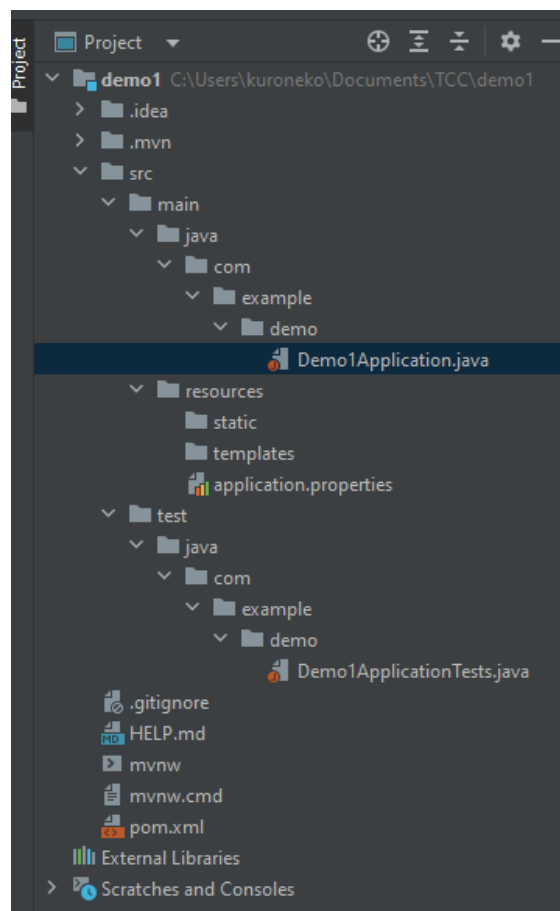 Project
Project
demo1 C:\Users\kuroneko\Documents\TCC\demo1
.idea
.mvn
src
main
java
com
example
demo
Demo1Application.java
resources
static
templates
application.properties
test
java
com
example
demo
Demo1ApplicationTests.java
.gitignore
MD HELP.md
mvnw
mvnw.cmd
pom.xml
External Libraries
Scratches and Consoles